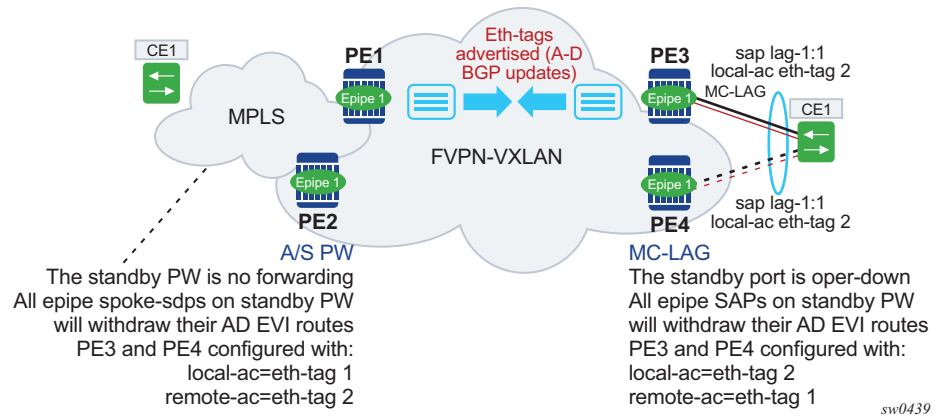 CE1
MPLS
PE1
Epipe 1
Epipe 1
PE2
Eth-tags
advertised (A-D
BGP updates)
FVPN-VXLAN
PE3
Epipe 1
Epipe 1
PE4
sap lag-1:1
local-ac eth-tag 2
MC-LAG
CE1
sap lag-1:1
local-ac eth-tag 2
A/S PW
The standby PW is no forwarding
All epipe spoke-sdps on standby PW
will withdraw their AD EVI routes
PE3 and PE4 configured with:
local-ac=eth-tag 1
remote-ac=eth-tag 2
MC-LAG
The standby port is oper-down
All epipe SAPs on standby PW
will withdraw their AD EVI routes
PE3 and PE4 configured with:
local-ac=eth-tag 2
remote-ac=eth-tag 1
sw0439